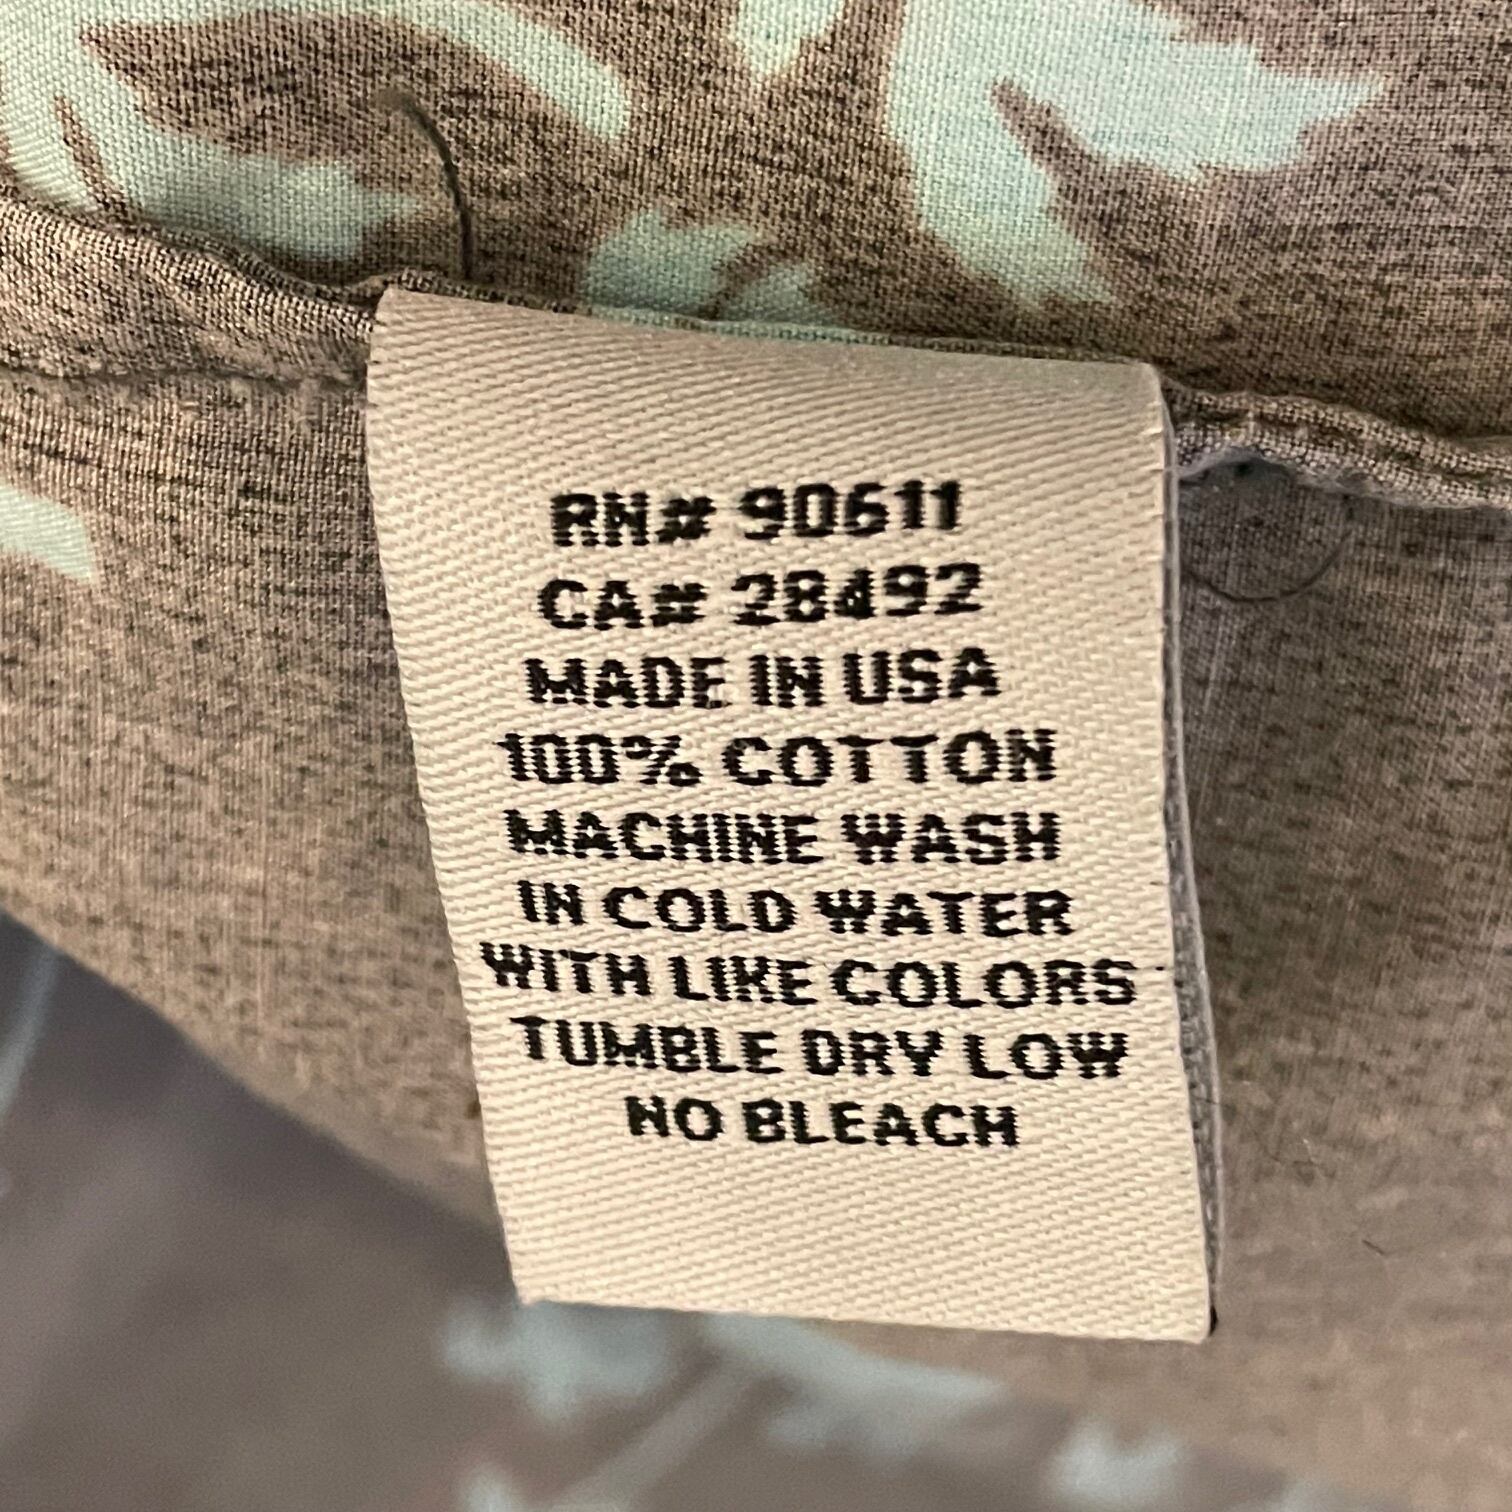 RN# 90611
CA# 28492
MADE IN USA
100% COTTON
MACHINE WASH
IN COLD WATER
WITH LIKE COLORS
TUMBLE DRY LOW
NO BLEACH